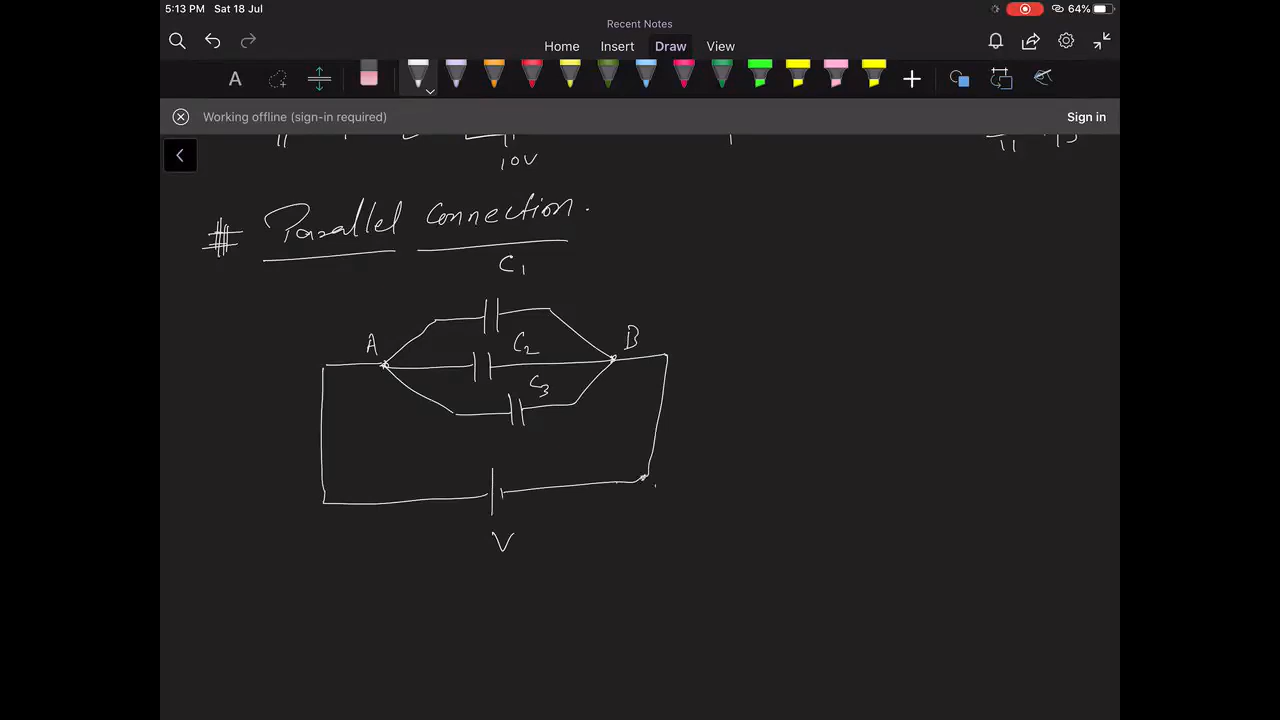 5:13 PM Sat 18 Jul
64%
Recent Notes
Home Insert Draw View
A
Working offline (sign-in required)
Sign in
10V
# Parallel Connection.
C1
A
B
C2
C3
V